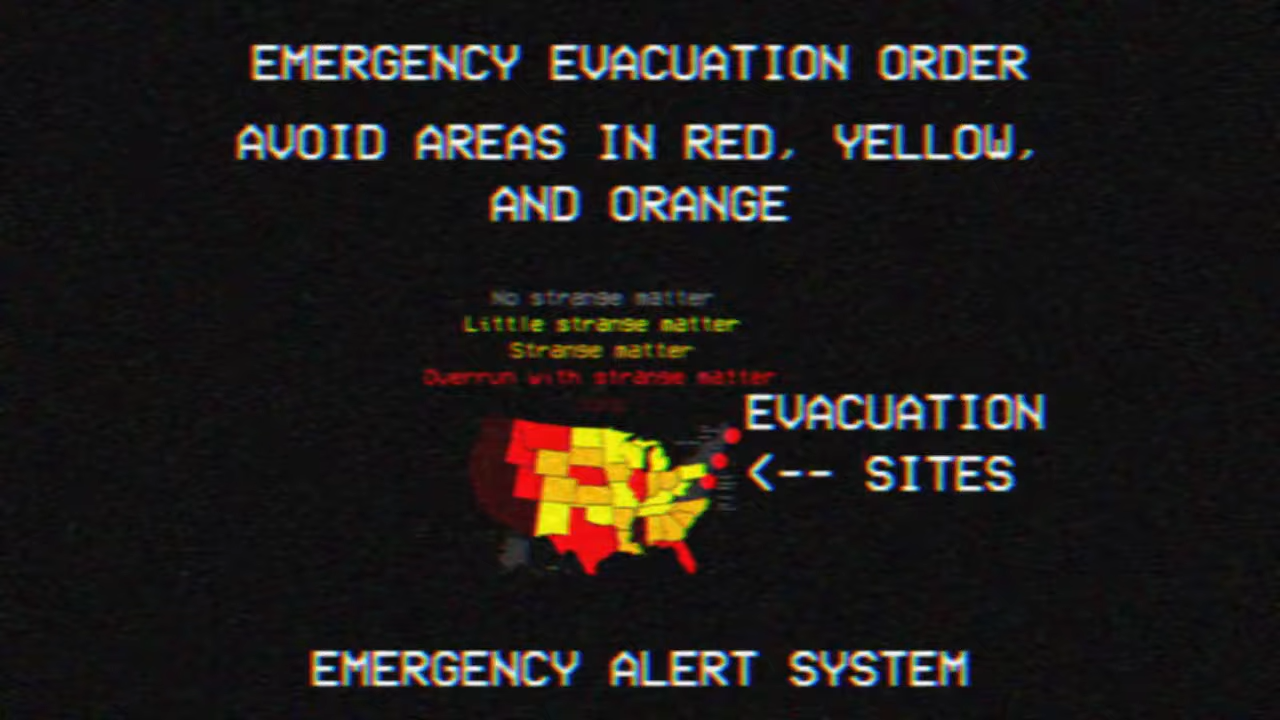 EMERGENCY EVACUATION ORDER
AVOID AREAS IN RED, YELLOW,
AND ORANGE
No strange matter
Little strange matter
Strange matter
Overrun with strange matter
EVACUATION
<-- SITES
EMERGENCY ALERT SYSTEM